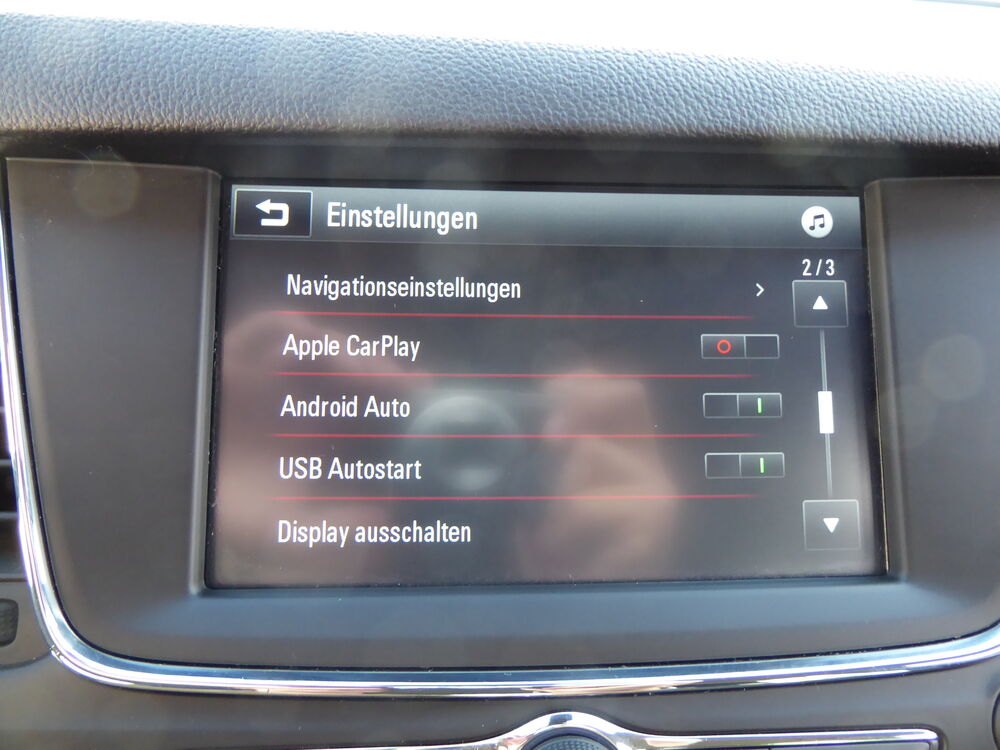 Einstellungen
2/3
Navigationseinstellungen
Apple CarPlay
Android Auto
USB Autostart
Display ausschalten